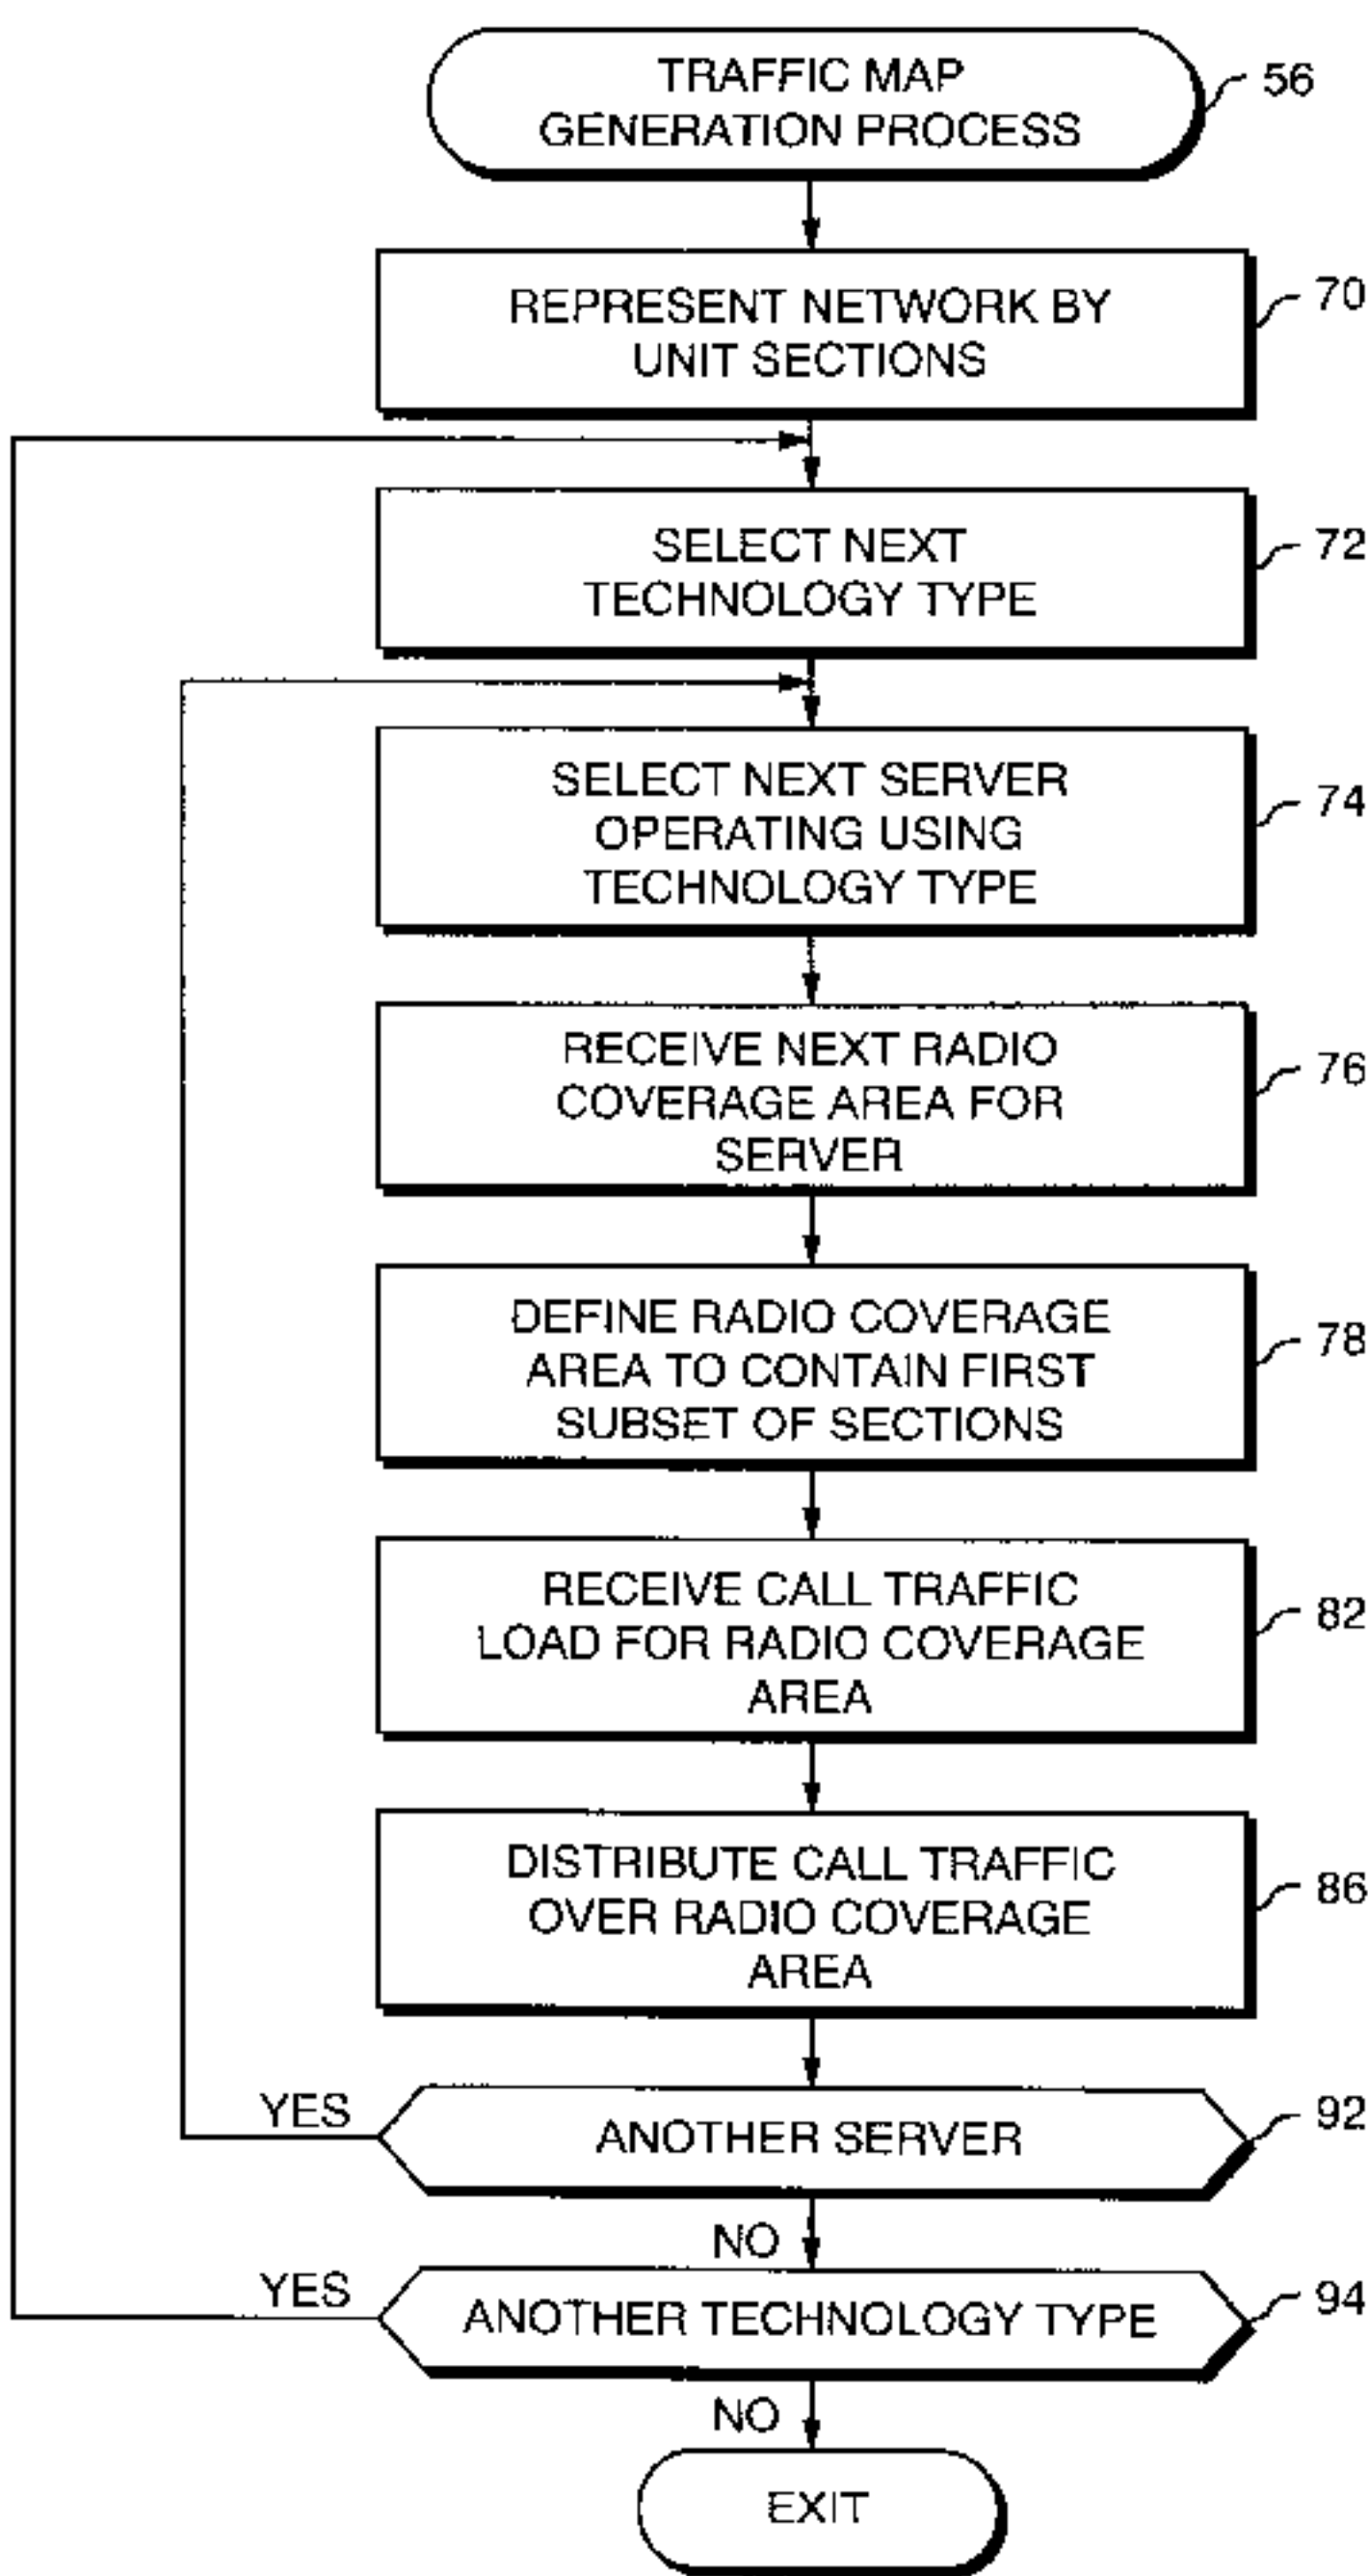 TRAFFIC MAP
GENERATION PROCESS
56
REPRESENT NETWORK BY
UNIT SECTIONS
70
SELECT NEXT
TECHNOLOGY TYPE
72
SELECT NEXT SERVER
OPERATING USING
TECHNOLOGY TYPE
74
RECEIVE NEXT RADIO
COVERAGE AREA FOR
SERVER
76
DEFINE RADIO COVERAGE
AREA TO CONTAIN FIRST
SUBSET OF SECTIONS
78
RECEIVE CALL TRAFFIC
LOAD FOR RADIO COVERAGE
AREA
82
DISTRIBUTE CALL TRAFFIC
OVER RADIO COVERAGE
AREA
86
YES
ANOTHER SERVER
92
NO
YES
ANOTHER TECHNOLOGY TYPE
94
NO
EXIT